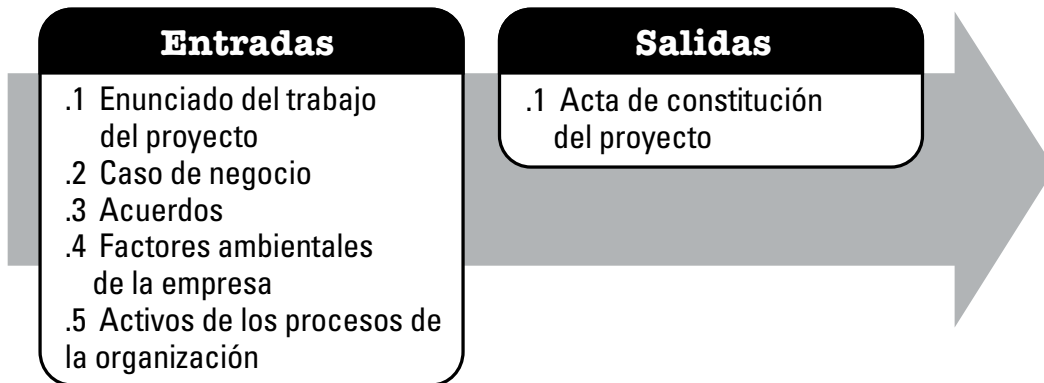 Entradas
.1 Enunciado del trabajo
del proyecto
.2 Caso de negocio
.3 Acuerdos
.4 Factores ambientales
de la empresa
.5 Activos de los procesos de
la organización
Salidas
.1 Acta de constitución
del proyecto